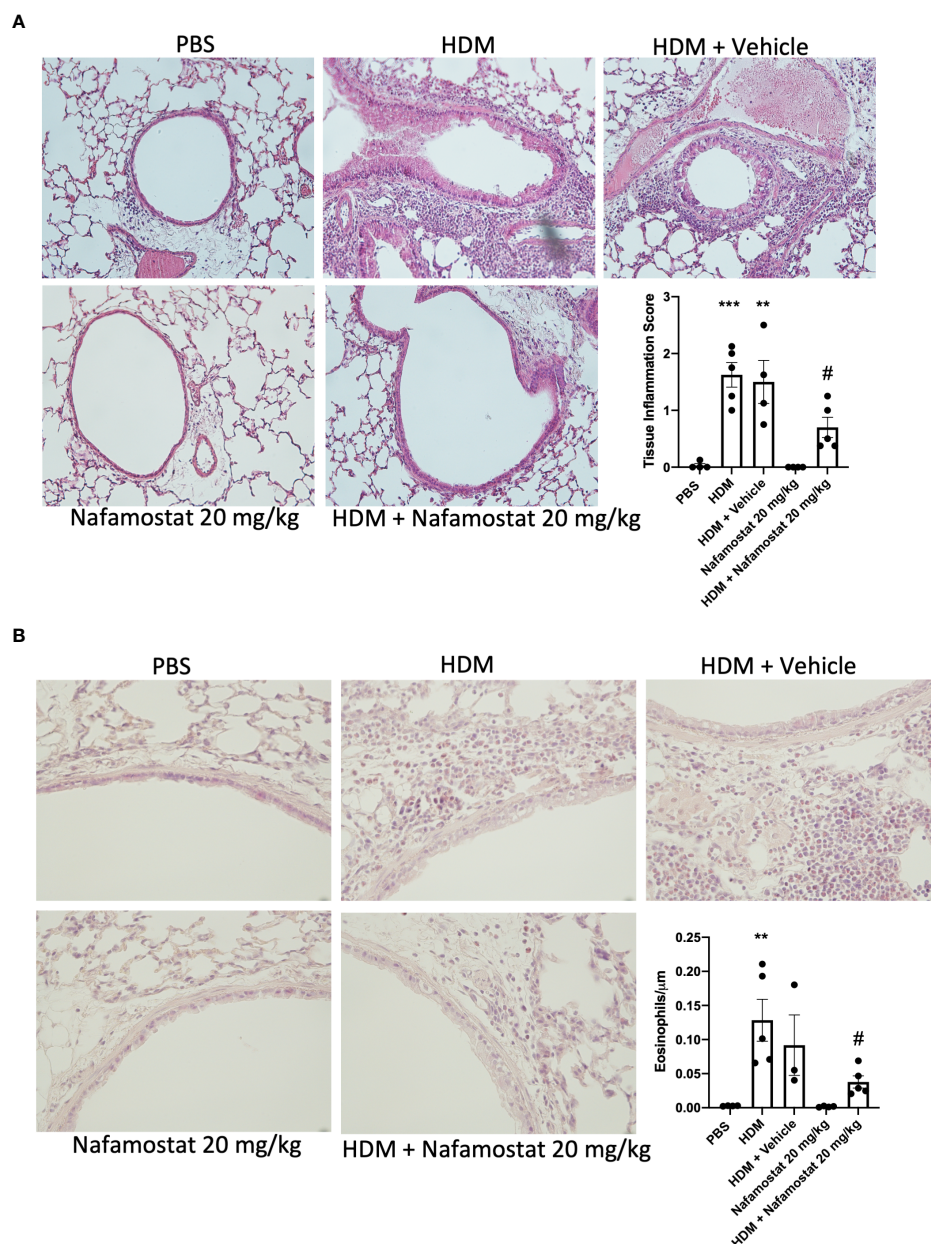 A
PBS
HDM
HDM + Vehicle
Nafamostat 20 mg/kg
HDM + Nafamostat 20 mg/kg
Tissue Inflammation Score
3
2
1
0
***
**
#
PBS
HDM
HDM + Vehicle
Nafamostat 20 mg/kg
HDM + Nafamostat 20 mg/kg
B
PBS
HDM
HDM + Vehicle
Nafamostat 20 mg/kg
HDM + Nafamostat 20 mg/kg
Eosinophils/μm
0.25
0.20
0.15
0.10
0.05
0.00
**
#
PBS
HDM
HDM + Vehicle
Nafamostat 20 mg/kg
HDM + Nafamostat 20 mg/kg